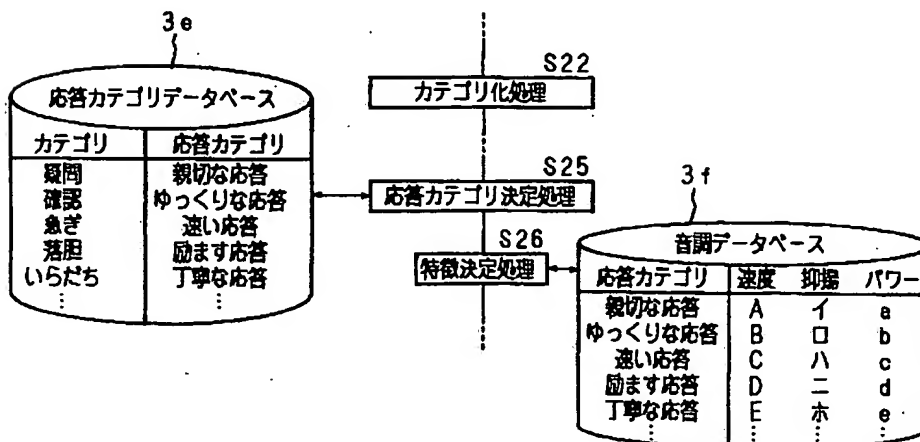 3e
応答カテゴリデータベース
カテゴリ 応答カテゴリ
疑問 親切な応答
確認 ゆっくりな応答
急ぎ 速い応答
落胆 励ます応答
いらだち 丁寧な応答
⋮ ⋮
S22
カテゴリ化処理
S25
応答カテゴリ決定処理
S26
特徴決定処理
3f
音調データベース
応答カテゴリ 速度 抑揚 パワー
親切な応答 A イ a
ゆっくりな応答 B ロ b
速い応答 C ハ c
励ます応答 D ニ d
丁寧な応答 E ホ e
⋮ ⋮ ⋮ ⋮